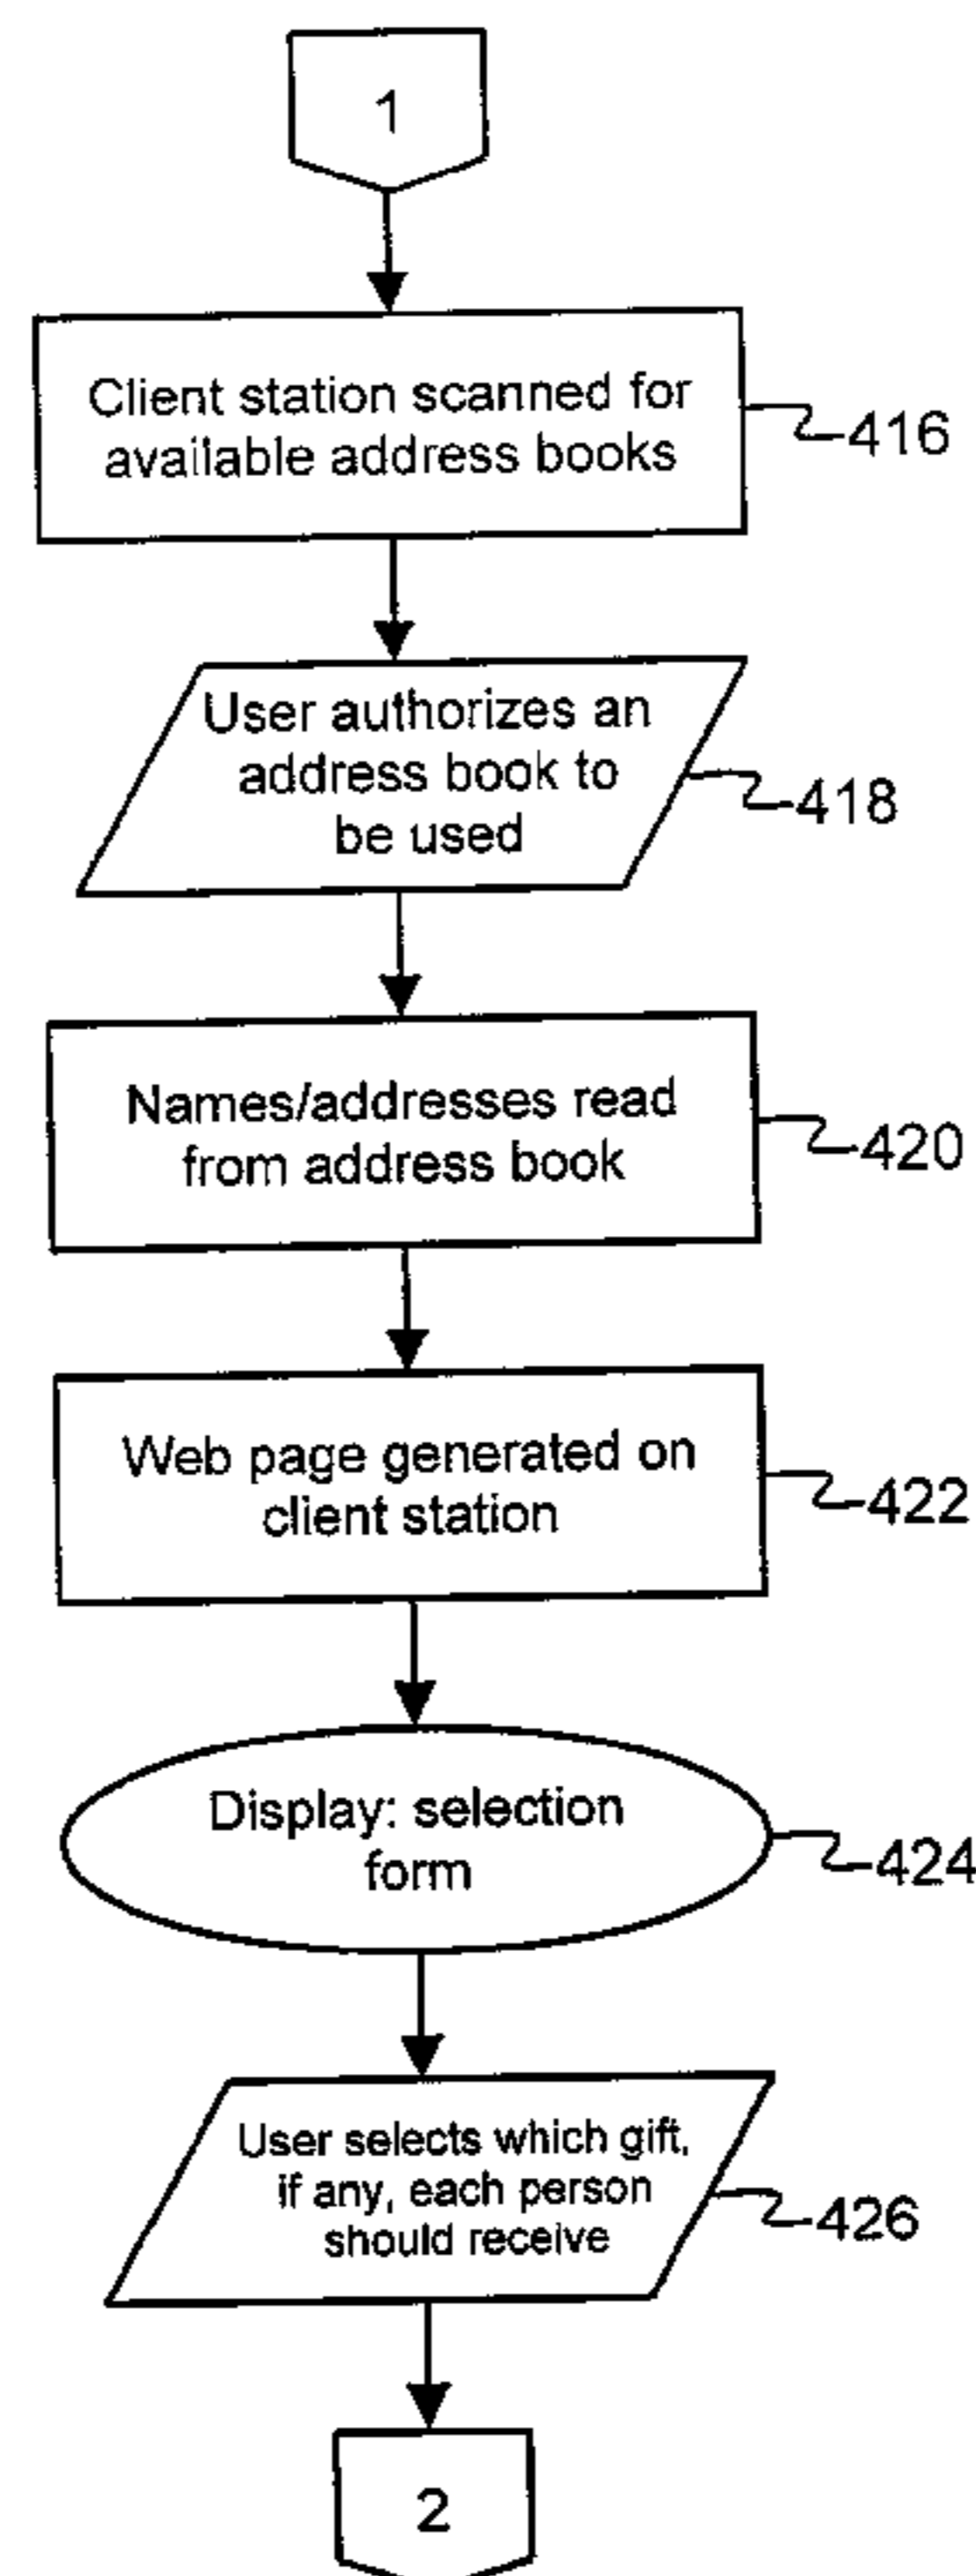 1
Client station scanned for
available address books
416
User authorizes an
address book to
be used
418
Names/addresses read
from address book
420
Web page generated on
client station
422
Display: selection
form
424
User selects which gift,
if any, each person
should receive
426
2